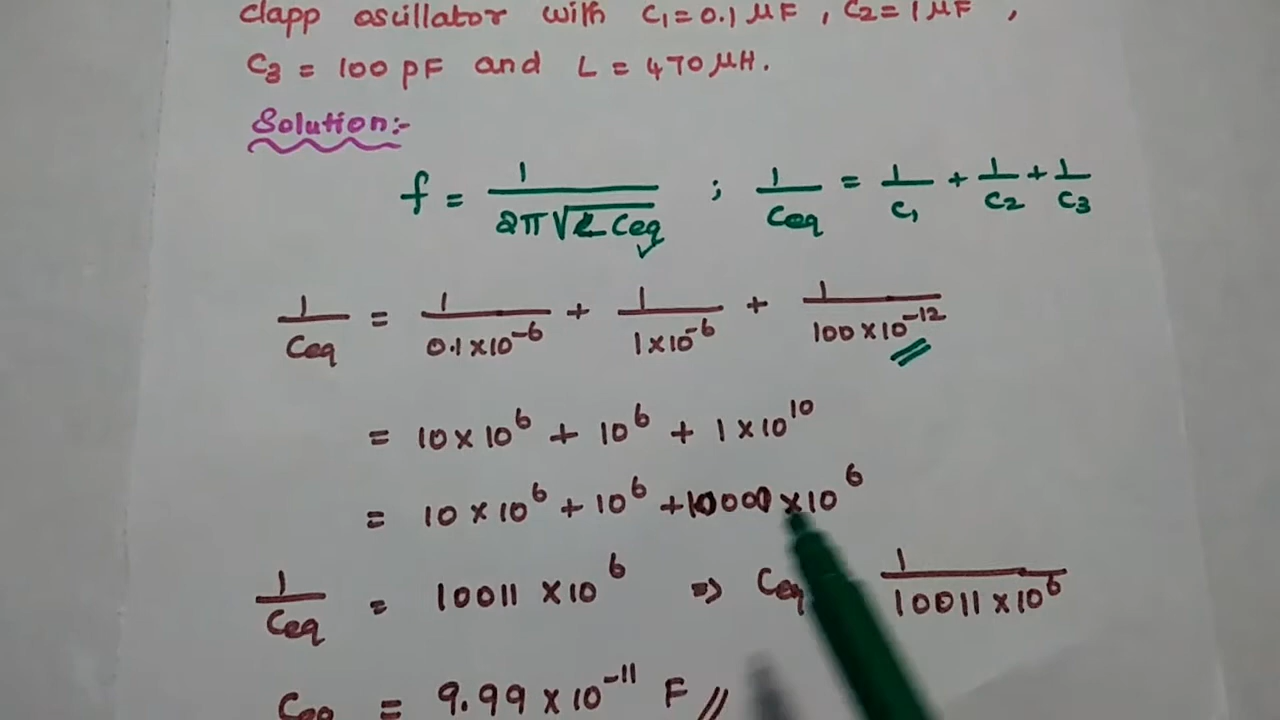 clapp oscillator with C1 = 0.1 μF , C2 = 1 μF ,
C3 = 100 pF and L = 470 μH.
Solution:-
f = 1 / 2π√L Ceq ; 1/Ceq = 1/C1 + 1/C2 + 1/C3
1/Ceq = 1/0.1 × 10^-6 + 1/1 × 10^-6 + 1/100 × 10^-12
= 10 × 10^6 + 10^6 + 1 × 10^10
= 10 × 10^6 + 10^6 + 10000 × 10^6
1/Ceq = 10011 × 10^6 ⇒ Ceq 1/10011 × 10^6
Ceq = 9.99 × 10^-11 F //